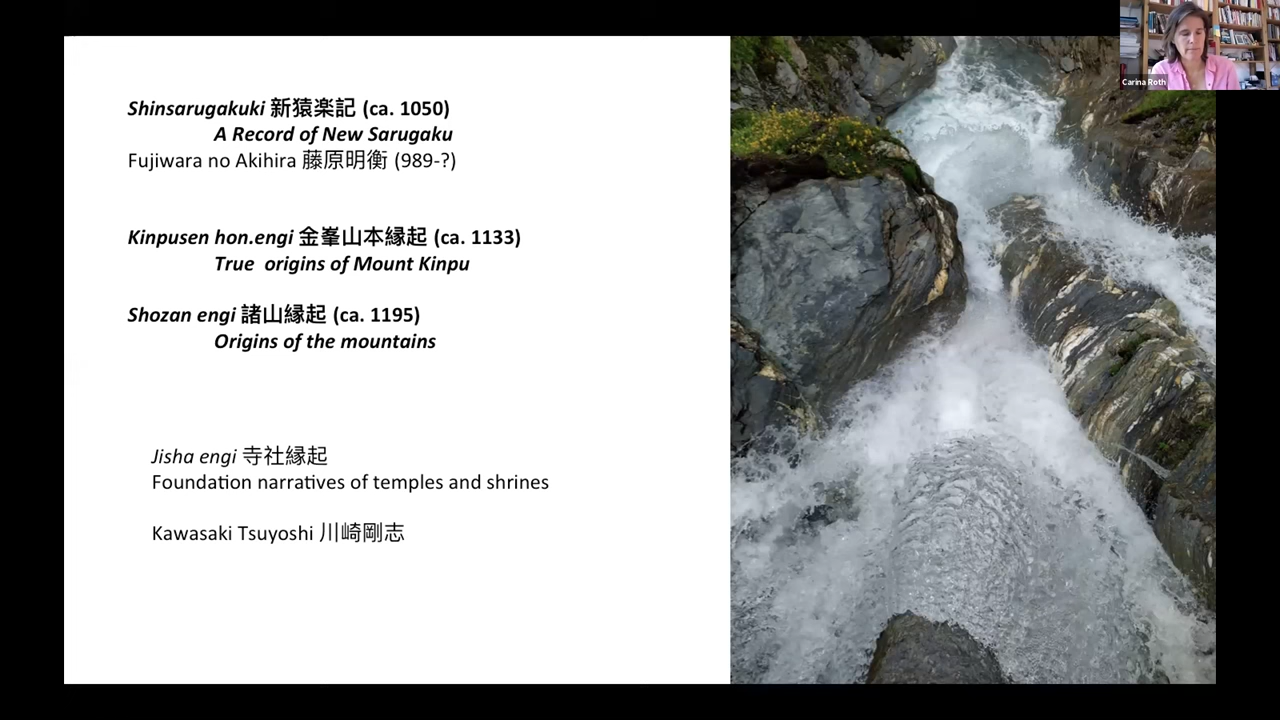 Shinsarugakuki 新猿楽記 (ca. 1050)
A Record of New Sarugaku
Fujiwara no Akihira 藤原明衡 (989-?)
Kinpusen hon.engi 金峯山本縁起 (ca. 1133)
True origins of Mount Kinpu
Shozan engi 諸山縁起 (ca. 1195)
Origins of the mountains
Jisha engi 寺社縁起
Foundation narratives of temples and shrines
Kawasaki Tsuyoshi 川崎剛志
Carina Roth